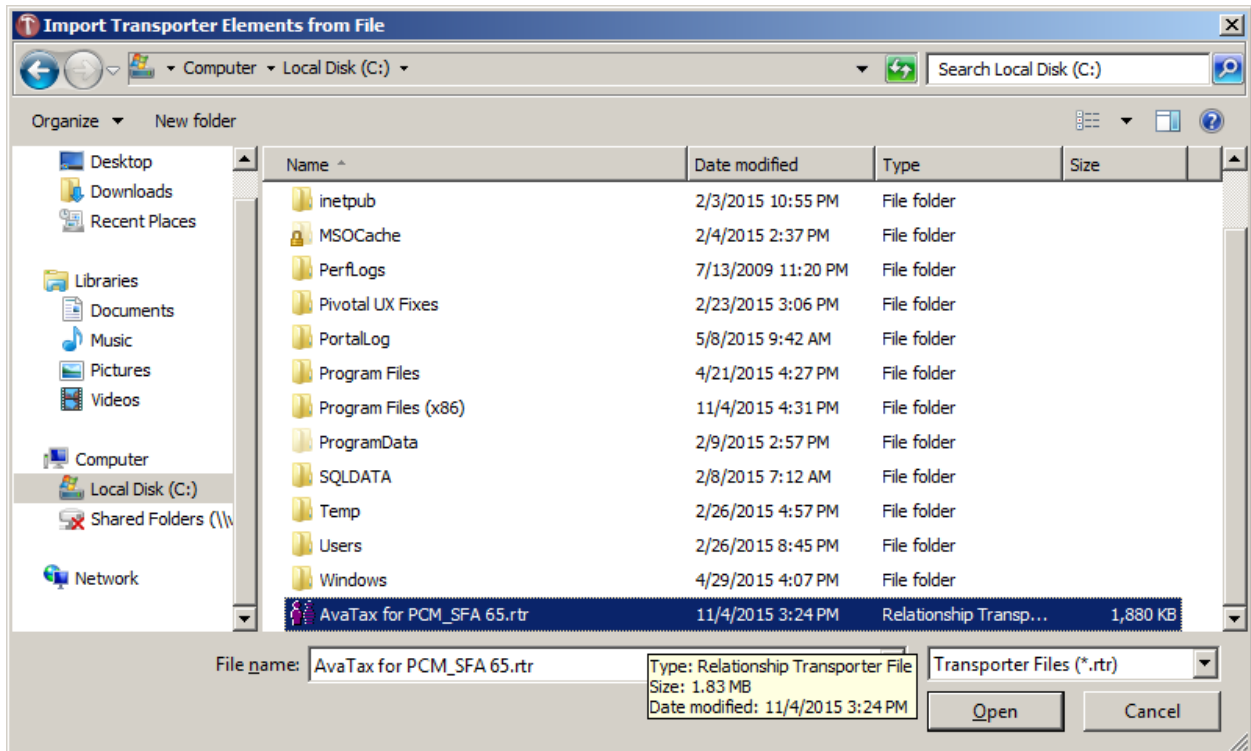 Import Transporter Elements from File
Computer Local Disk (C:) Search Local Disk (C:)
Organize New folder
Desktop
Downloads
Recent Places
Libraries
Documents
Music
Pictures
Videos
Computer
Local Disk (C:)
Shared Folders (\\
Network
Name Date modified Type Size
inetpub 2/3/2015 10:55 PM File folder
MSOCache 2/4/2015 2:37 PM File folder
PerfLogs 7/13/2009 11:20 PM File folder
Pivotal UX Fixes 2/23/2015 3:06 PM File folder
PortalLog 5/8/2015 9:42 AM File folder
Program Files 4/21/2015 4:27 PM File folder
Program Files (x86) 11/4/2015 4:31 PM File folder
ProgramData 2/9/2015 2:57 PM File folder
SQLDATA 2/8/2015 7:12 AM File folder
Temp 2/26/2015 4:57 PM File folder
Users 2/26/2015 8:45 PM File folder
Windows 4/29/2015 4:07 PM File folder
AvaTax for PCM_SFA 65.rtr 11/4/2015 3:24 PM Relationship Transp... 1,880 KB
File name: AvaTax for PCM_SFA 65.rtr Transporter Files (*.rtr)
Type: Relationship Transporter File
Size: 1.83 MB
Date modified: 11/4/2015 3:24 PM
Open Cancel